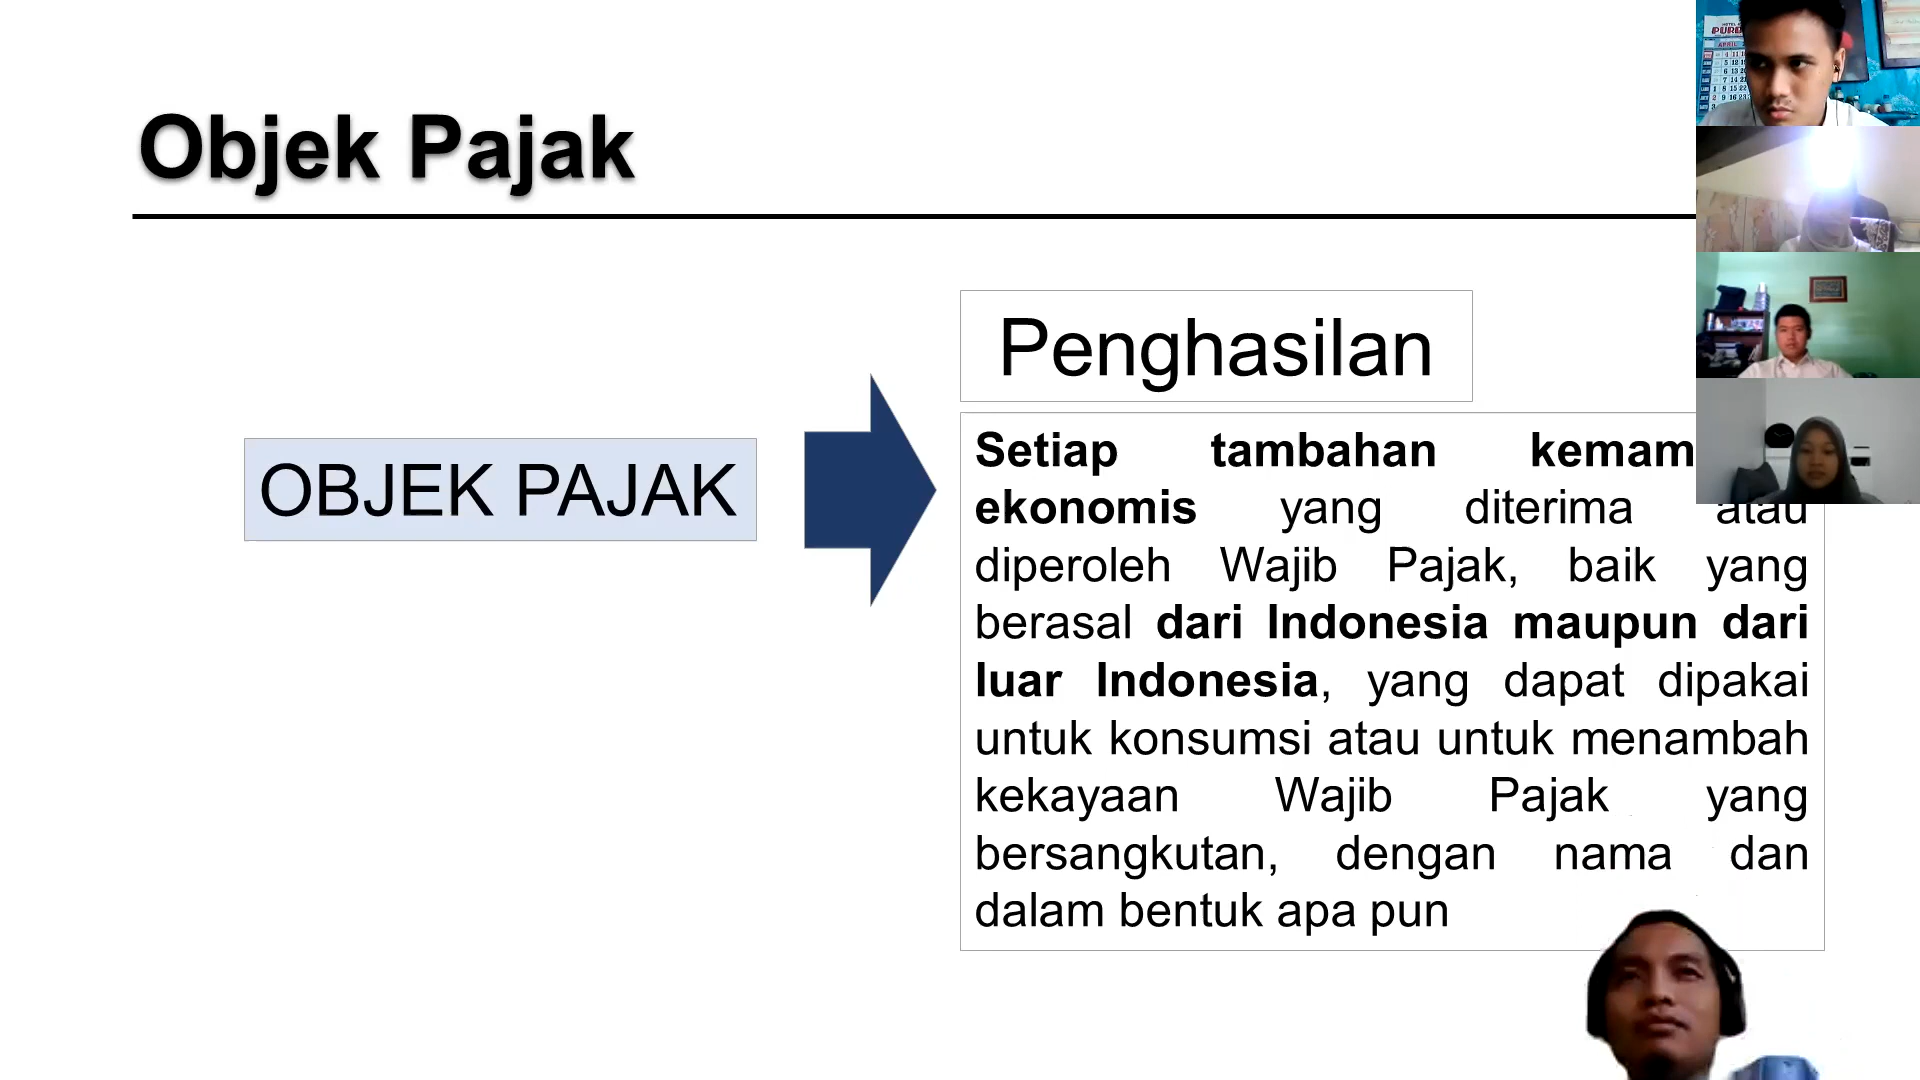 Objek Pajak
OBJEK PAJAK
Penghasilan
Setiap tambahan
ekonomis yang diterima atau
diperoleh Wajib Pajak, baik yang
berasal dari Indonesia maupun dari
luar Indonesia, yang dapat dipakai
untuk konsumsi atau untuk menambah
kekayaan Wajib Pajak yang
bersangkutan, dengan nama dan
dalam bentuk apa pun
APRIL